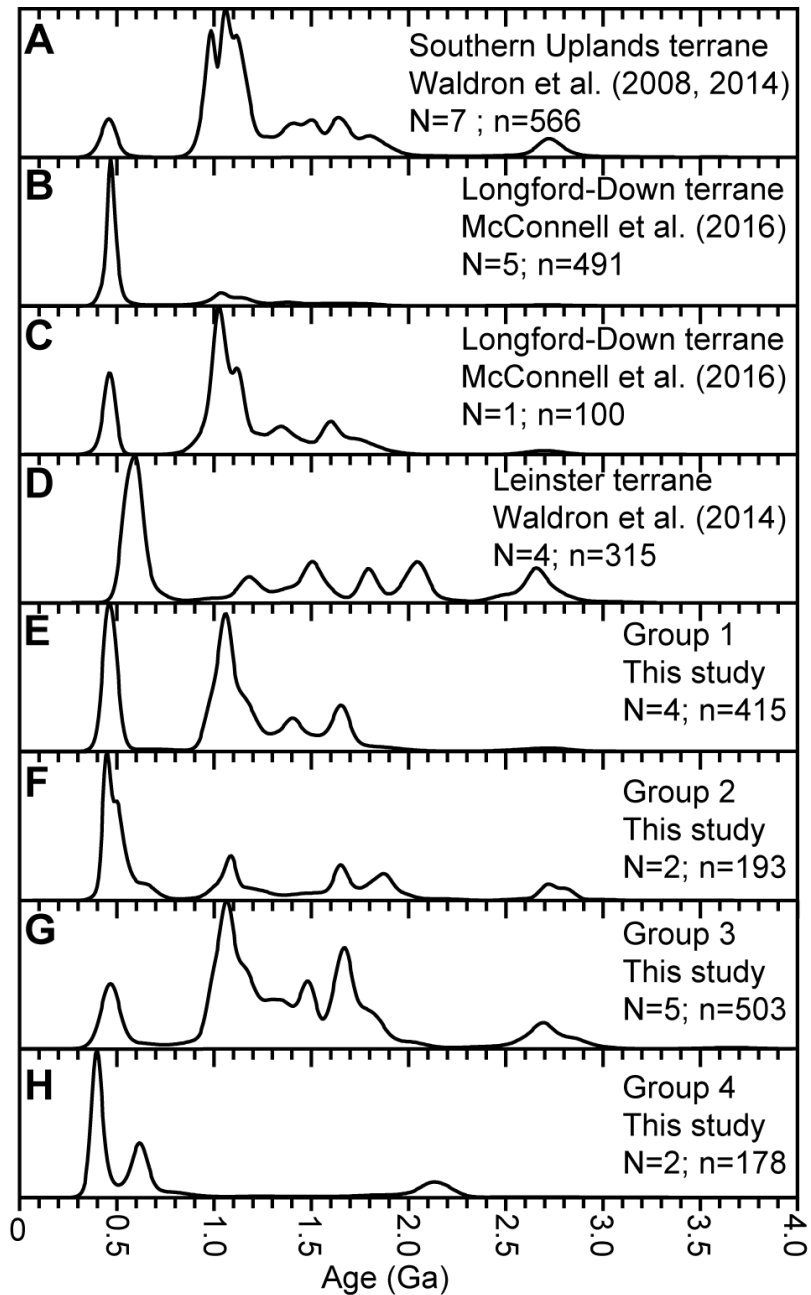 A
Southern Uplands terrane
Waldron et al. (2008, 2014)
N=7 ; n=566
B
Longford-Down terrane
McConnell et al. (2016)
N=5; n=491
C
Longford-Down terrane
McConnell et al. (2016)
N=1; n=100
D
Leinster terrane
Waldron et al. (2014)
N=4; n=315
E
Group 1
This study
N=4; n=415
F
Group 2
This study
N=2; n=193
G
Group 3
This study
N=5; n=503
H
Group 4
This study
N=2; n=178
0 0.5 1.0 1.5 2.0 2.5 3.0 3.5 4.0
Age (Ga)